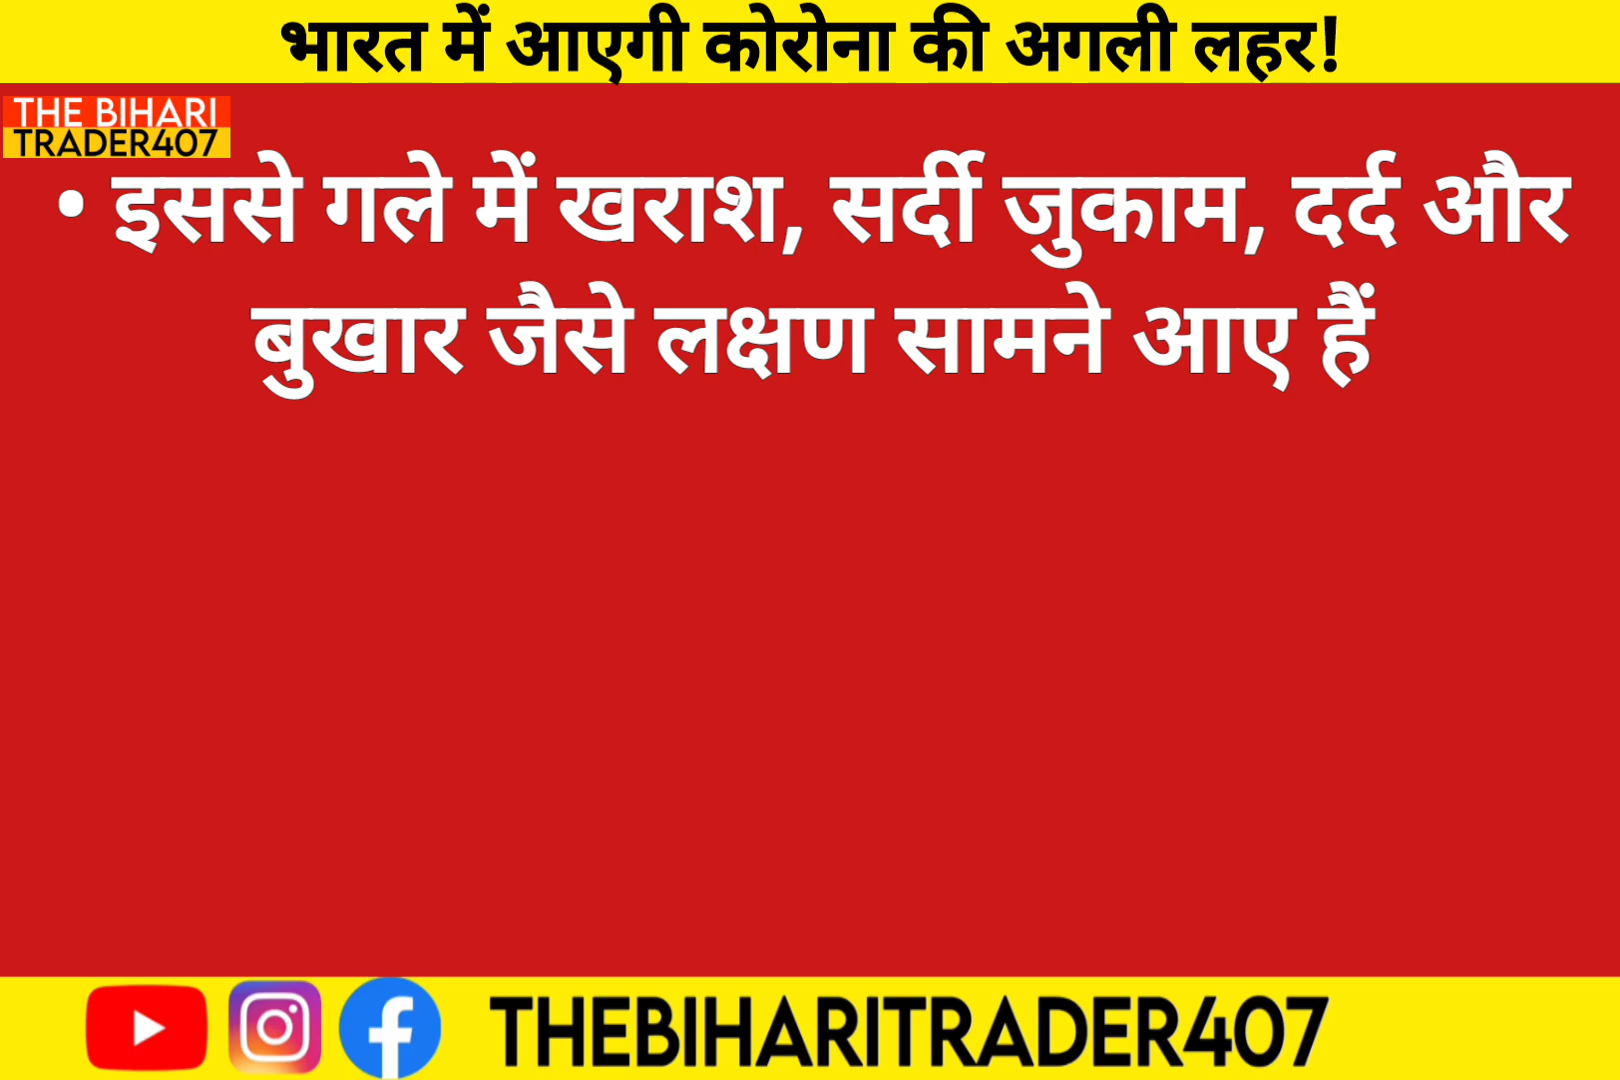 भारत में आएगी कोरोना की अगली लहर!
THE BIHARI
TRADER407
• इससे गले में खराश, सर्दी जुकाम, दर्द और
बुखार जैसे लक्षण सामने आए हैं
THEBIHARITRADER407